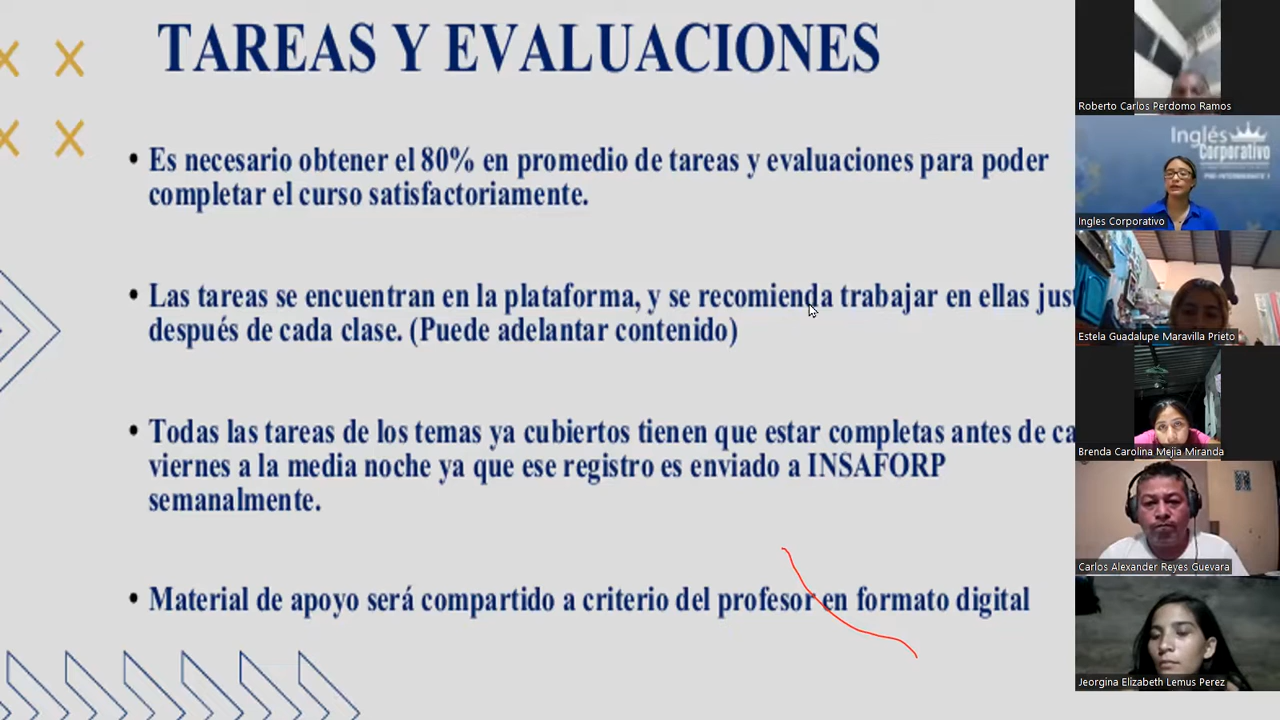 TAREAS Y EVALUACIONES
• Es necesario obtener el 80% en promedio de tareas y evaluaciones para poder
completar el curso satisfactoriamente.
• Las tareas se encuentran en la plataforma, y se recomienda trabajar en ellas jus
después de cada clase. (Puede adelantar contenido)
• Todas las tareas de los temas ya cubiertos tienen que estar completas antes de ca
viernes a la media noche ya que ese registro es enviado a INSAFORP
semanalmente.
• Material de apoyo será compartido a criterio del profesor en formato digital
Roberto Carlos Perdomo Ramos
Inglés
Corporativo
Ingles Corporativo
Estela Guadalupe Maravilla Prieto
Brenda Carolina Mejia Miranda
Carlos Alexander Reyes Guevara
Jeorgina Elizabeth Lemus Perez